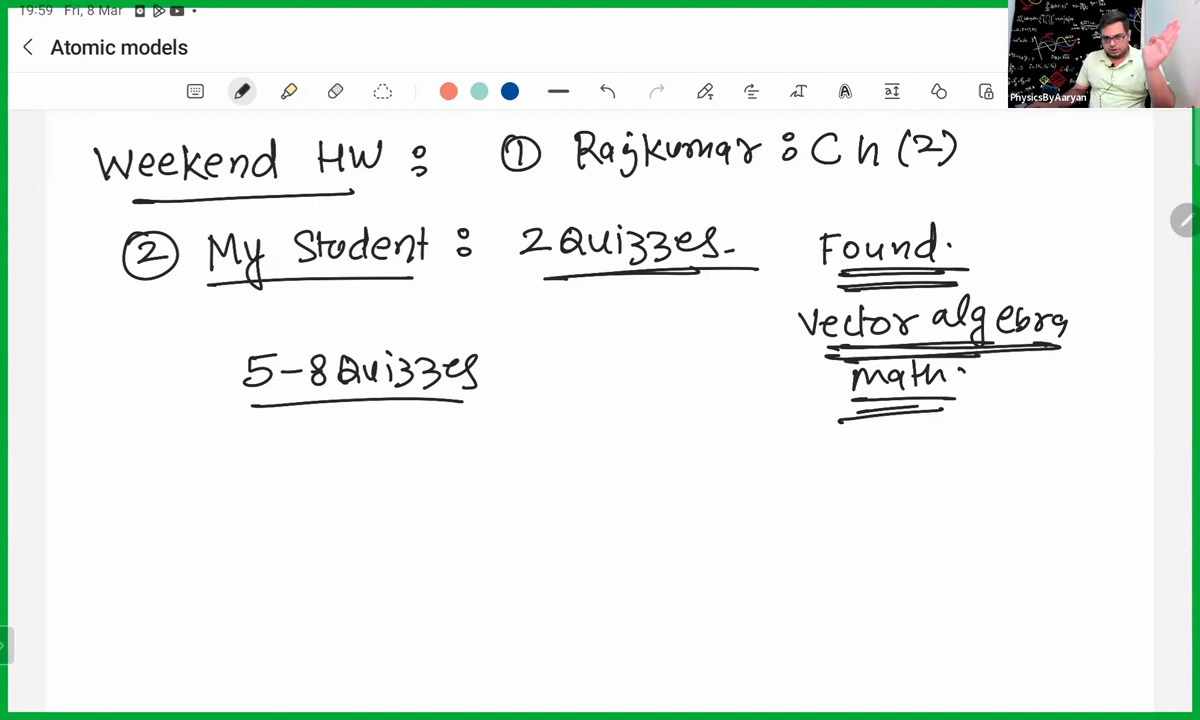 19:59 Fri, 8 Mar
Atomic models
PhysicsByAaryan
Weekend HW : ① Rajkumar : Ch (2)
② My Student : 2 Quizzes. Found.
Vector algebra
5-8 Quizzes math.